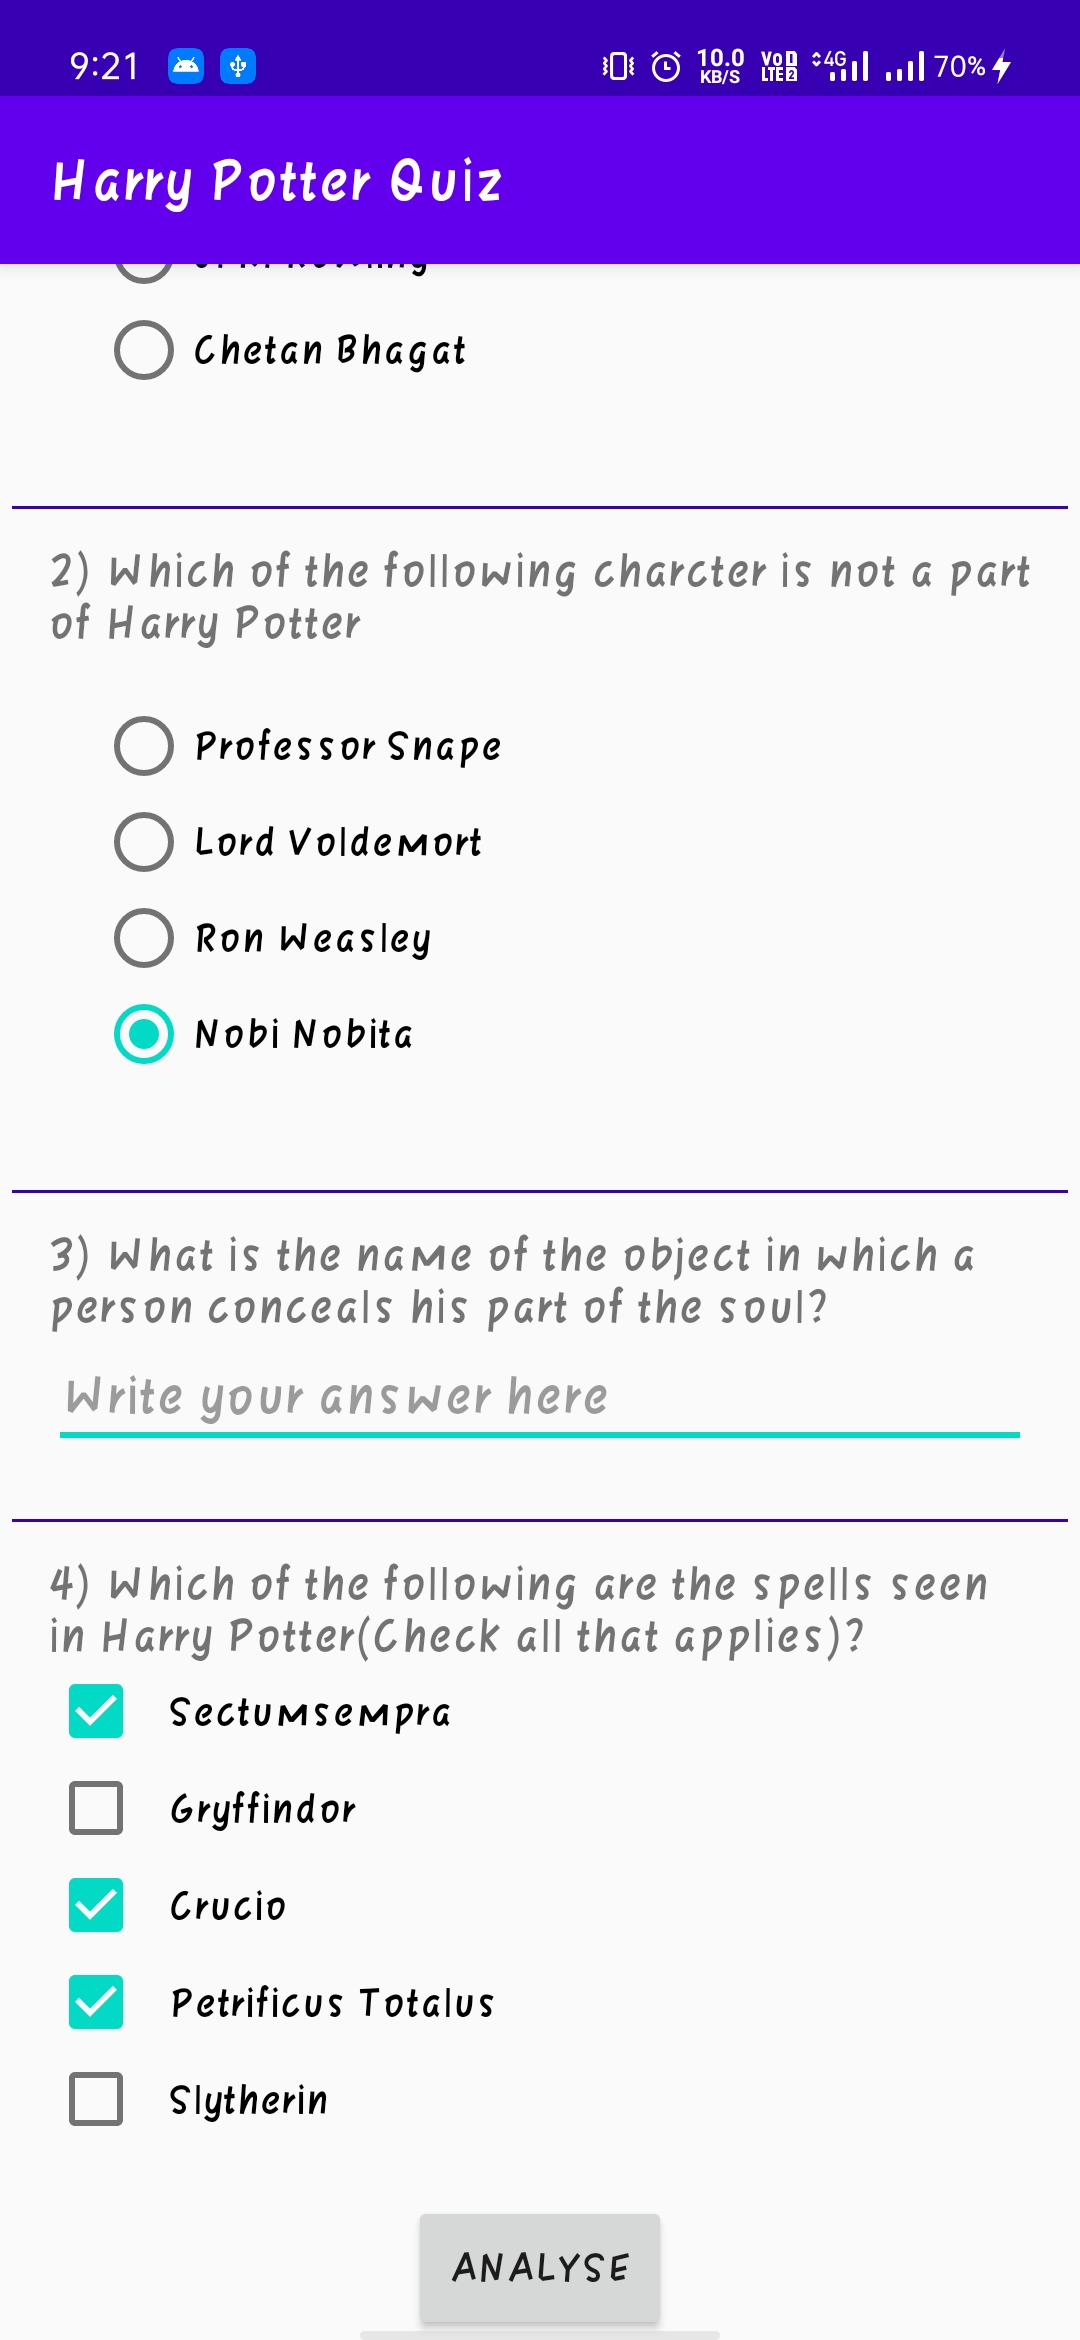 9:21
10.0
KB/S
Vo 1
LTE 2
4G
70%
Harry Potter Quiz
Chetan Bhagat
2) Which of the following charcter is not a part
of Harry Potter
Professor Snape
Lord Voldemort
Ron Weasley
Nobi Nobita
3) What is the name of the object in which a
person conceals his part of the soul?
Write your answer here
4) Which of the following are the spells seen
in Harry Potter(Check all that applies)?
Sectumsempra
Gryffindor
Crucio
Petrificus Totalus
Slytherin
ANALYSE